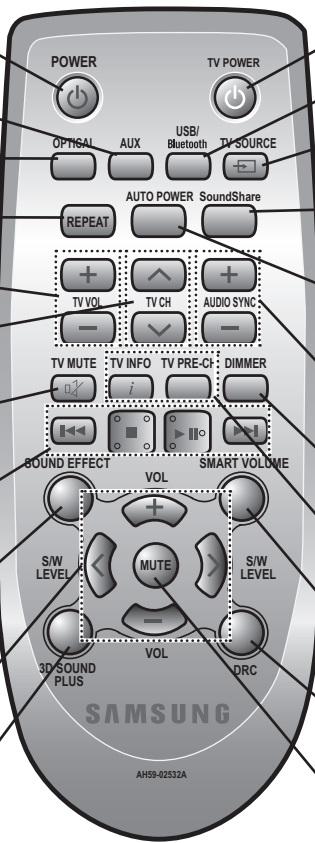 POWER TV POWER
OPTICAL AUX USB/ Bluetooth TV SOURCE
AUTO POWER SoundShare
REPEAT
TV VOL TV CH AUDIO SYNC
TV MUTE TV INFO TV PRE-CH DIMMER
i
SOUND EFFECT SMART VOLUME
VOL
S/W LEVEL MUTE S/W LEVEL
VOL
3D SOUND PLUS DRC
SAMSUNG
AH59-02532A